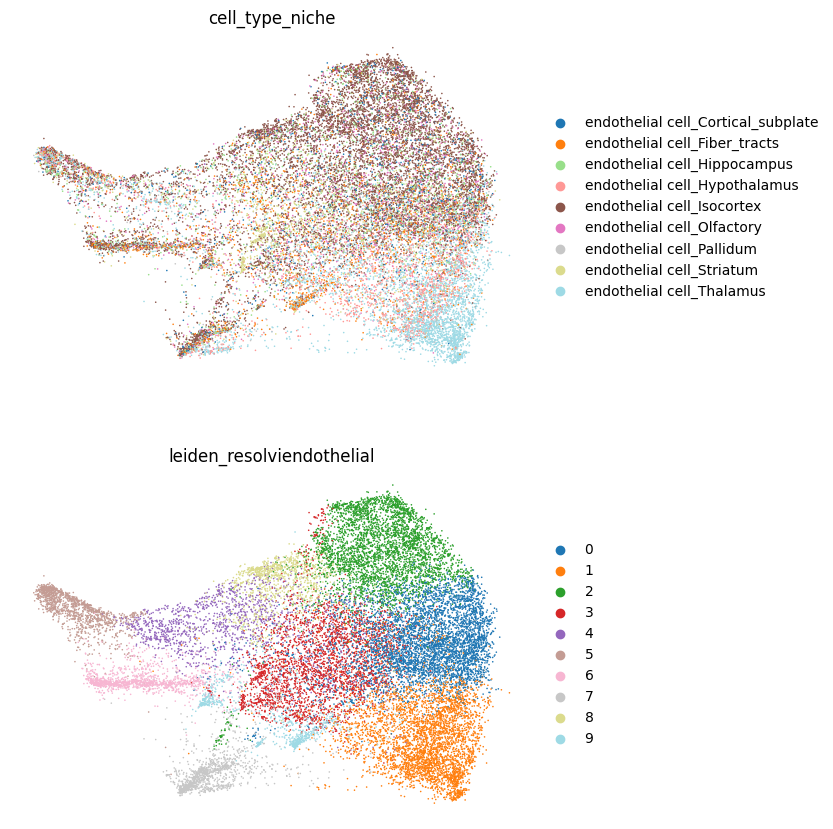 cell_type_niche
endothelial cell_Cortical_subplate
endothelial cell_Fiber_tracts
endothelial cell_Hippocampus
endothelial cell_Hypothalamus
endothelial cell_Isocortex
endothelial cell_Olfactory
endothelial cell_Pallidum
endothelial cell_Striatum
endothelial cell_Thalamus
leiden_resolviendothelial
0
1
2
3
4
5
6
7
8
9